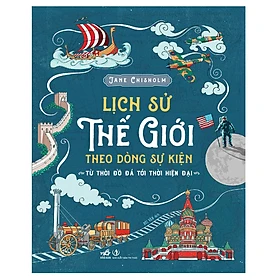 JANE CHISHOLM
LỊCH SỬ
THẾ GIỚI
THEO DÒNG SỰ KIỆN
TỪ THỜI ĐỒ ĐÁ TỚI THỜI HIỆN ĐẠI